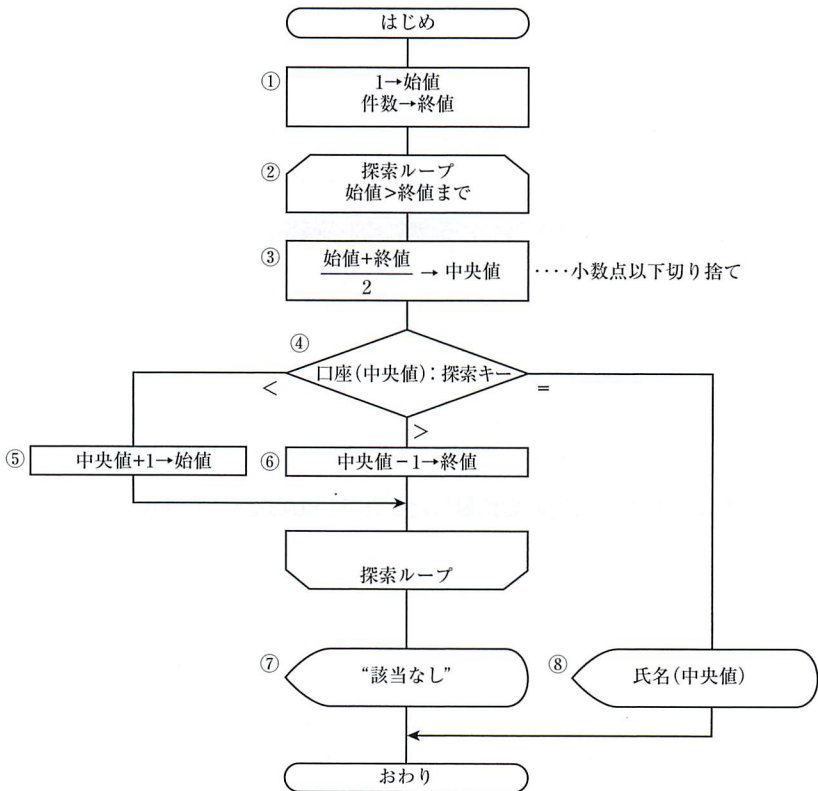 はじめ
①
1→始値
件数→終値
②
探索ループ
始値>終値まで
③
始値+終値
2
→ 中央値
‥‥小数点以下切り捨て
④
口座(中央値):探索キー
<
=
>
⑤
中央値+1→始値
⑥
中央値−1→終値
探索ループ
⑦
“該当なし”
⑧
氏名(中央値)
おわり